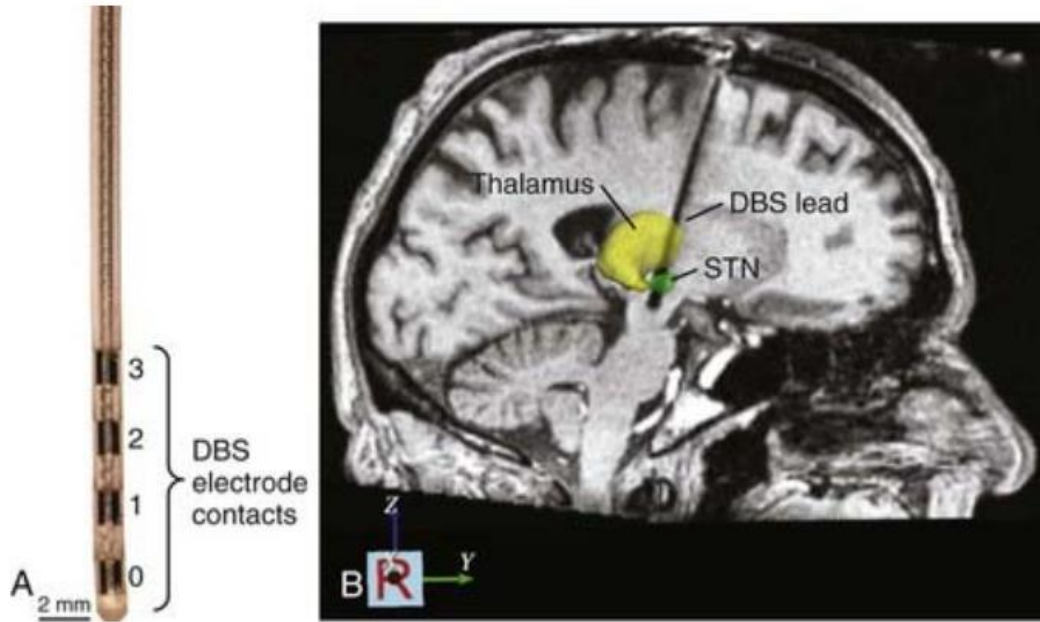 3
2
1
0
DBS
electrode
contacts
A
2 mm
Thalamus
DBS lead
STN
Z
Y
R
B